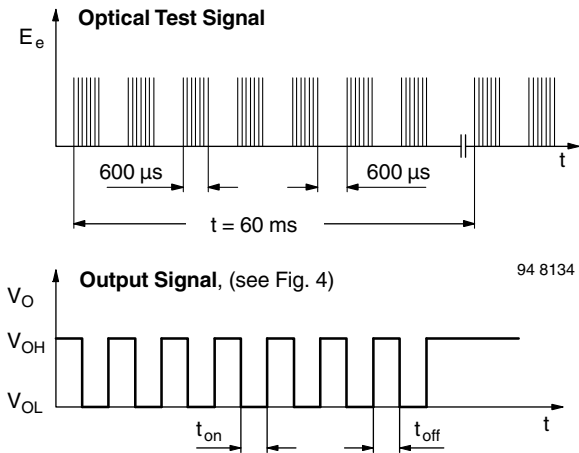 Optical Test Signal
E e
600 µs
600 µs
t
t = 60 ms
94 8134
Output Signal, (see Fig. 4)
V O
V OH
V OL
t on
t off
t